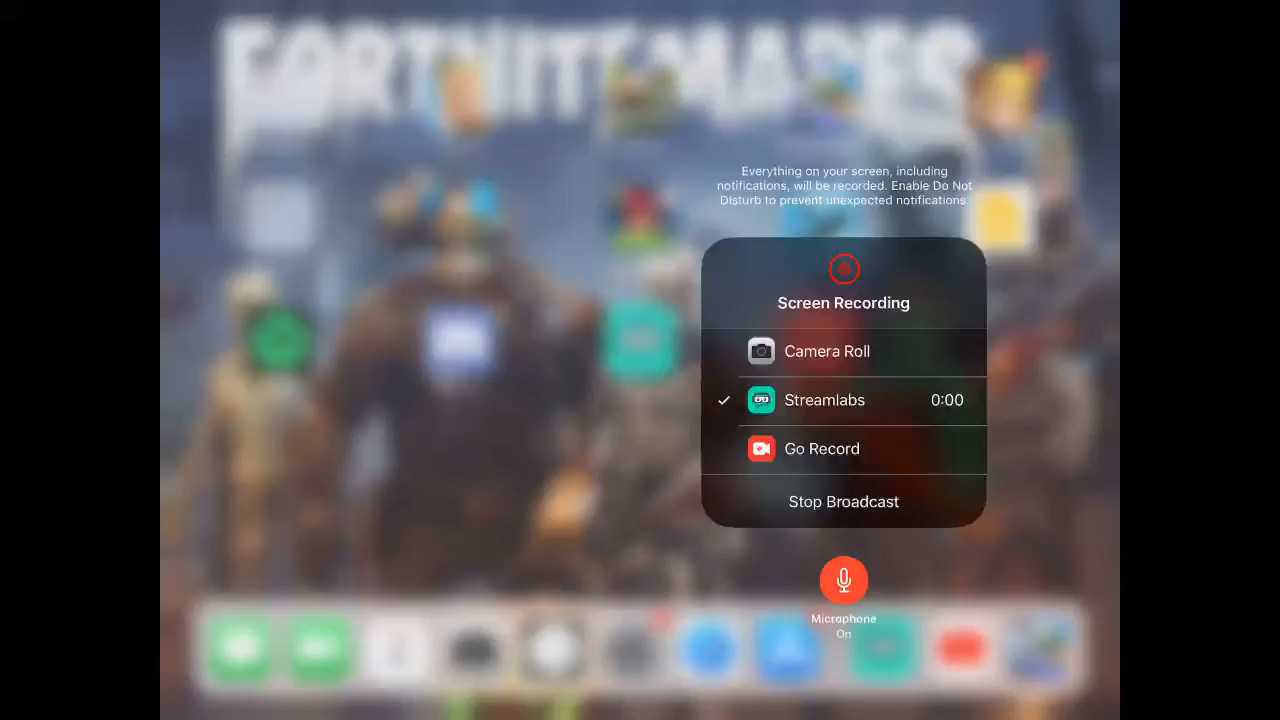 FORTNITEMARES
Everything on your screen, including
notifications, will be recorded. Enable Do Not
Disturb to prevent unexpected notifications.
Screen Recording
Camera Roll
Streamlabs 0:00
Go Record
Stop Broadcast
Microphone
On